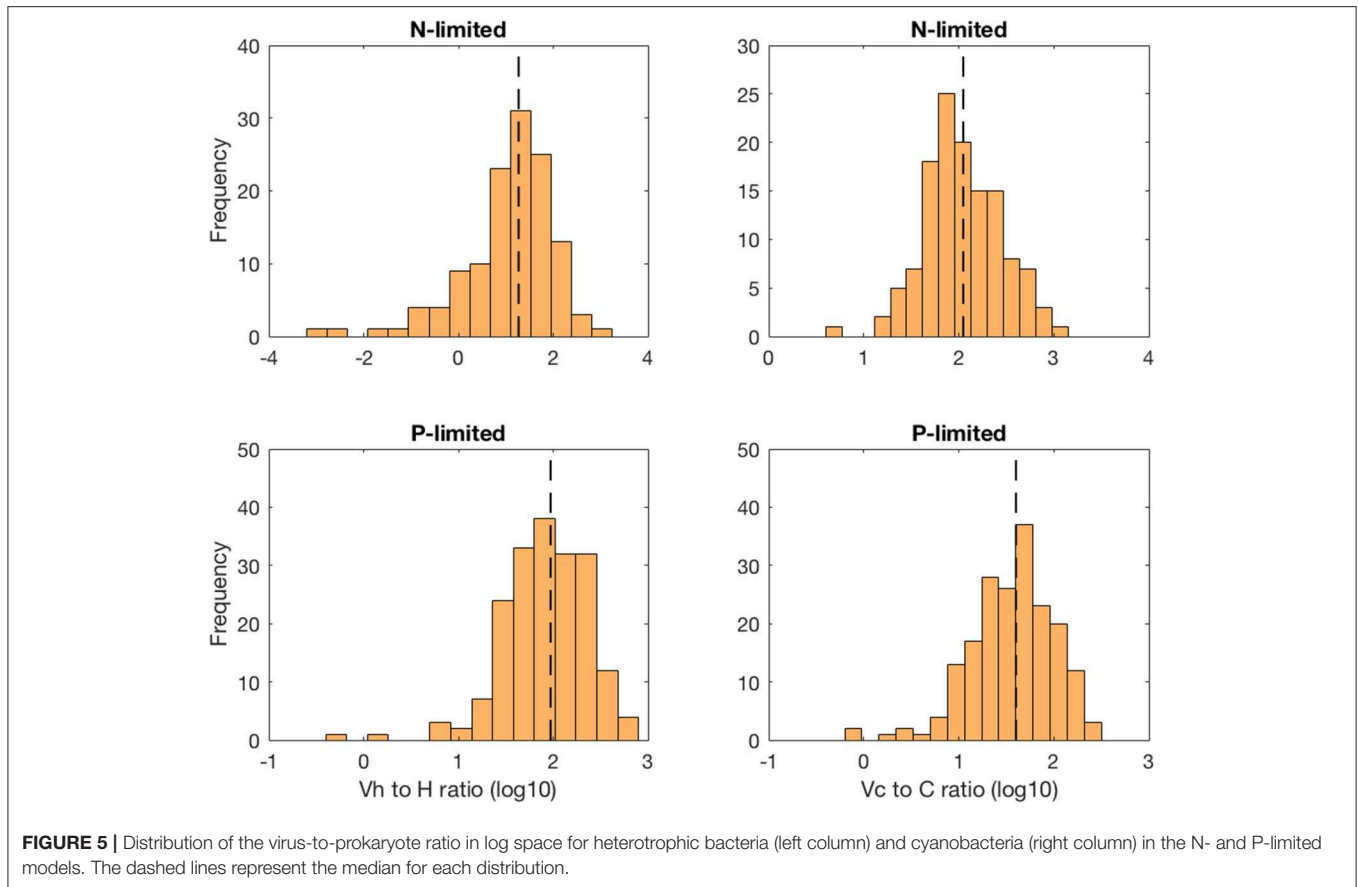 N-limited
40
30
20
10
0
Frequency
-4 -2 0 2 4
N-limited
30
25
20
15
10
5
0
0 1 2 3 4
P-limited
50
40
30
20
10
0
Frequency
-1 0 1 2 3
Vh to H ratio (log10)
P-limited
50
40
30
20
10
0
-1 0 1 2 3
Vc to C ratio (log10)
FIGURE 5 | Distribution of the virus-to-prokaryote ratio in log space for heterotrophic bacteria (left column) and cyanobacteria (right column) in the N- and P-limited
models. The dashed lines represent the median for each distribution.